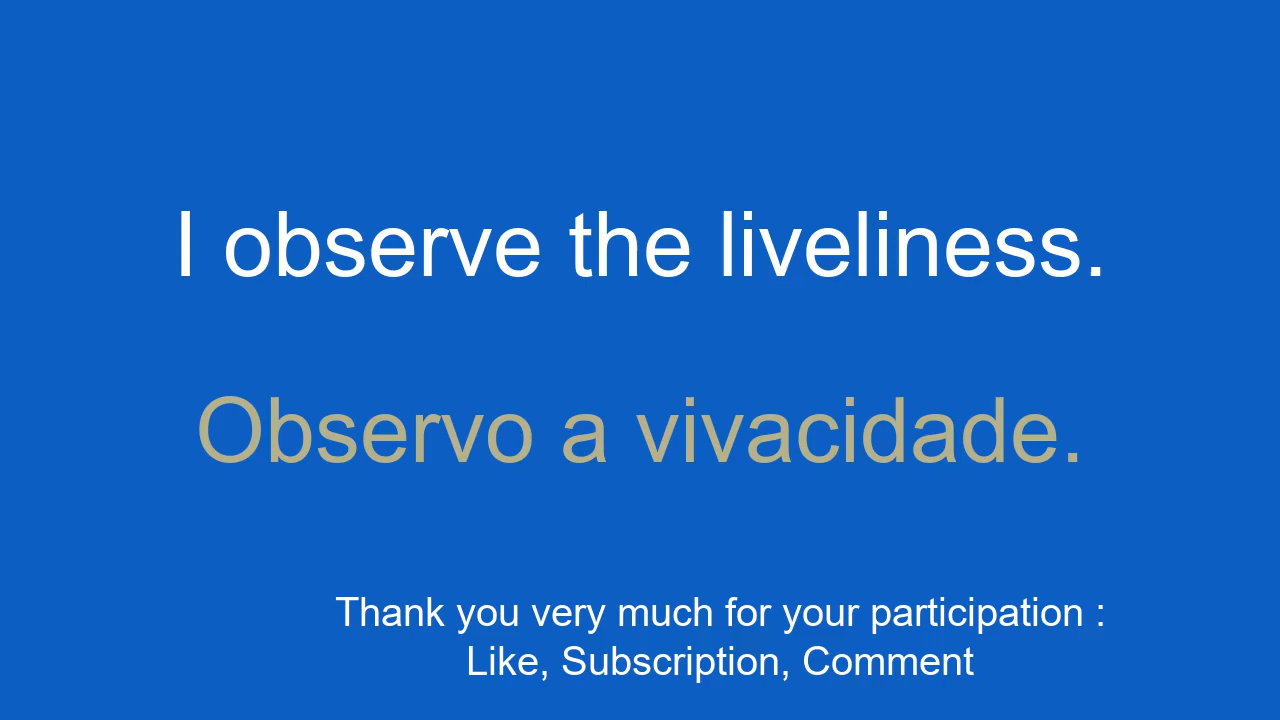 I observe the liveliness.
Observo a vivacidade.
Thank you very much for your participation :
Like, Subscription, Comment